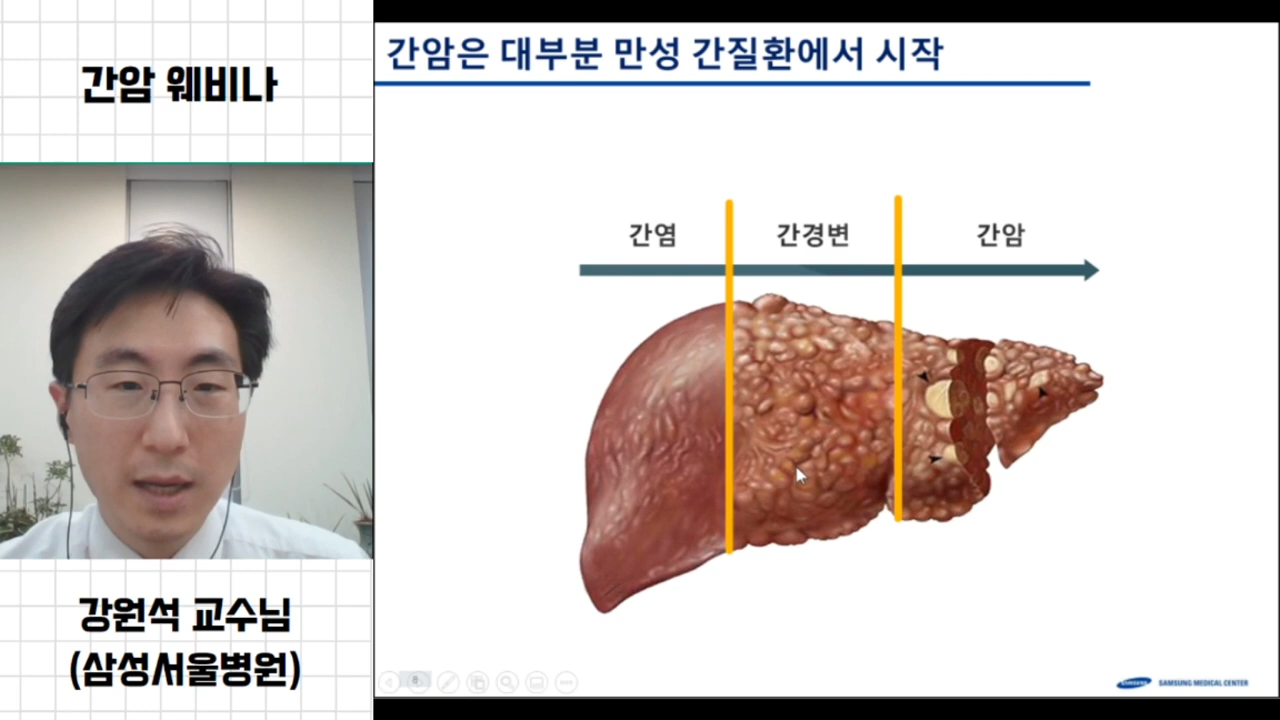 간암 웨비나
강원석 교수님
(삼성서울병원)
간암은 대부분 만성 간질환에서 시작
간염
간경변
간암
8
SAMSUNG
SAMSUNG MEDICAL CENTER